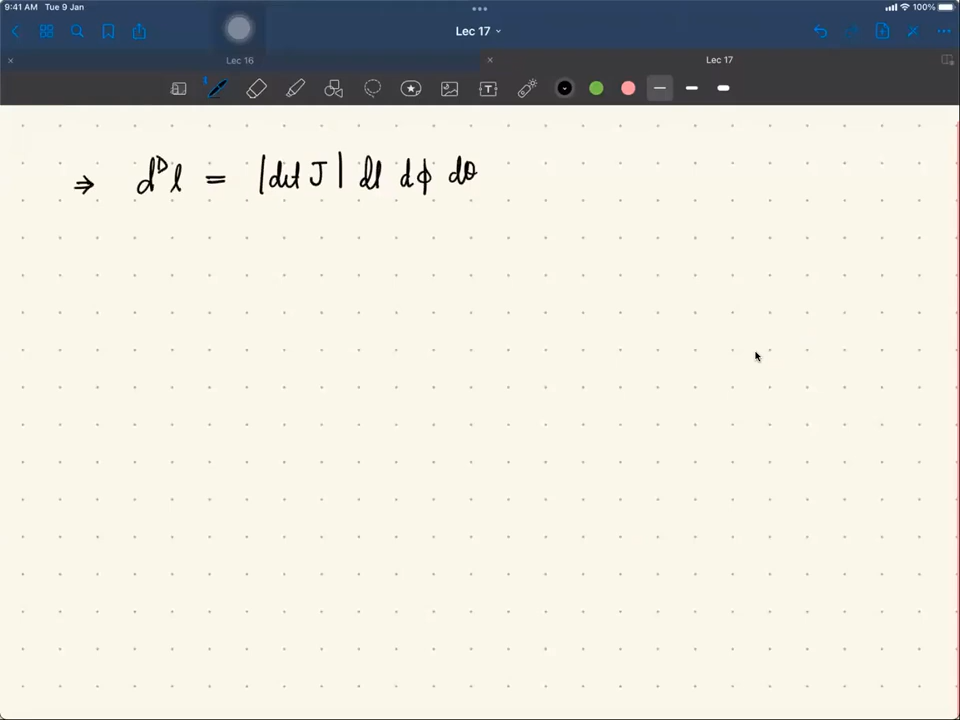 9:41 AM Tue 9 Jan 100%
Lec 17
Lec 16 Lec 17
⇒ d^D l = |det J| dl dϕ dθ